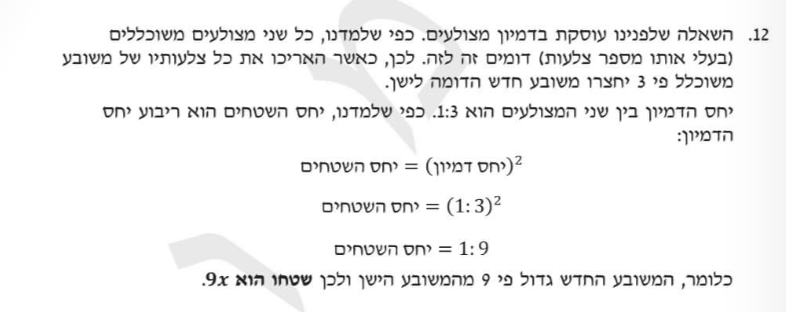 12. השאלה שלפנינו עוסקת בדמיון מצולעים. כפי שלמדנו, כל שני מצולעים משוכללים
(בעלי אותו מספר צלעות) דומים זה לזה. לכן, כאשר האריכו את כל צלעותיו של משובע
משוכלל פי 3 יחצרו משובע חדש הדומה לישן.
יחס הדמיון בין שני המצולעים הוא 1:3. כפי שלמדנו, יחס השטחים הוא ריבוע יחס
הדמיון:
יחס השטחים = (יחס דמיון)²
יחס השטחים = (1:3)²
יחס השטחים = 1:9
כלומר, המשובע החדש גדול פי 9 מהמשובע הישן ולכן שטחו הוא 9x.